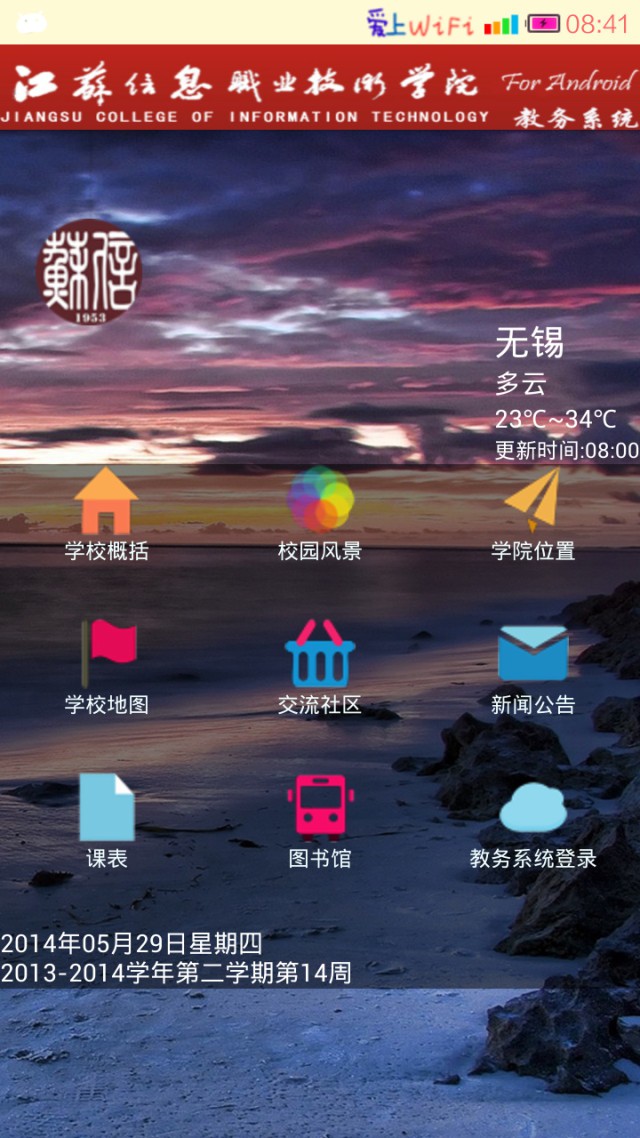 爱上WiFi 08:41
江苏信息职业技术学院 For Android
JIANGSU COLLEGE OF INFORMATION TECHNOLOGY 教务系统
蘇信
1953
无锡
多云
23℃~34℃
更新时间:08:00
学校概括 校园风景 学院位置
学校地图 交流社区 新闻公告
课表 图书馆 教务系统登录
2014年05月29日星期四
2013-2014学年第二学期第14周